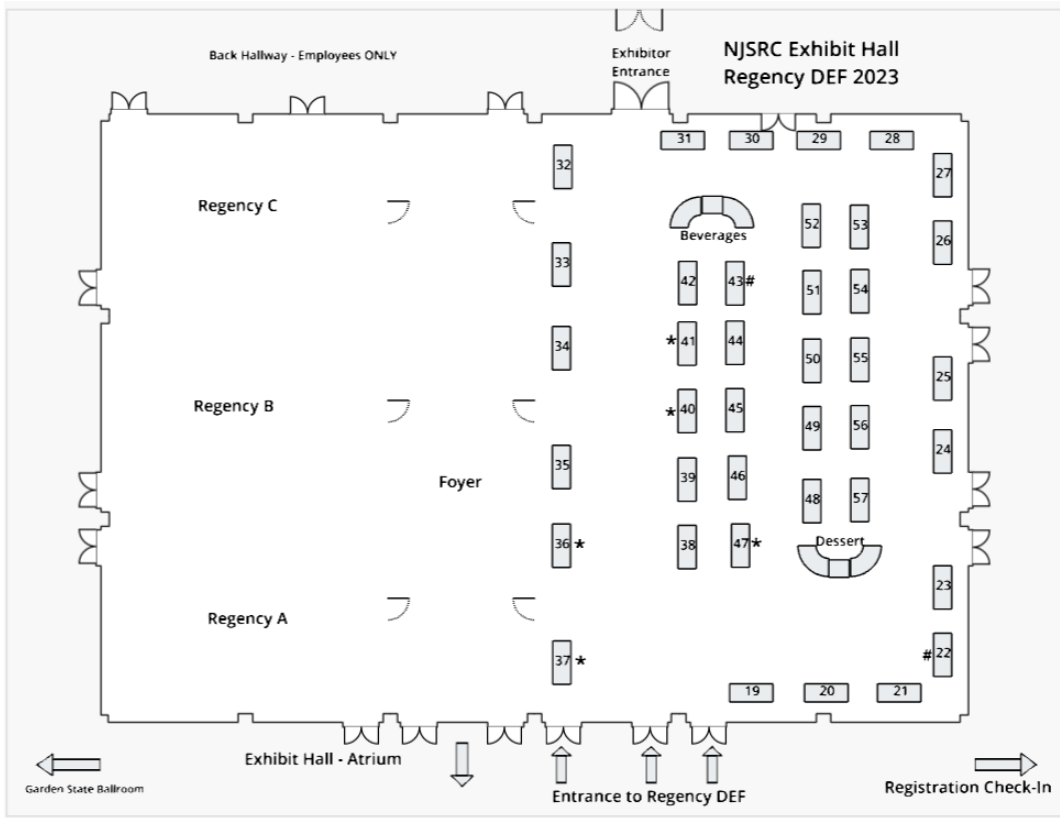 Back Hallway - Employees ONLY
Exhibitor
Entrance
NJSRC Exhibit Hall
Regency DEF 2023
31
30
29
28
32
27
Regency C
Beverages
52
53
26
33
42
43#
51
54
34
*41
44
50
55
25
Regency B
*40
45
49
56
24
35
Foyer
39
46
48
57
36*
38
47*
Dessert
23
Regency A
37*
#22
19
20
21
Exhibit Hall - Atrium
Garden State Ballroom
Entrance to Regency DEF
Registration Check-In